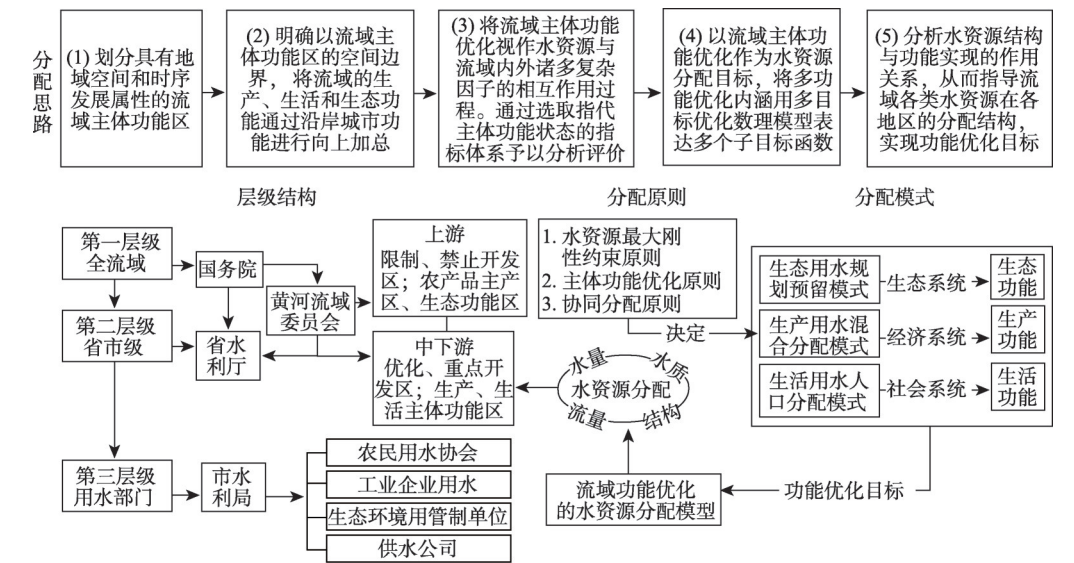 分配思路
(1) 划分具有地
域空间和时序
发展属性的流
域主体功能区
(2) 明确以流域主
体功能区的空间边
界，将流域的生
产、生活和生态功
能通过沿岸城市功
能进行向上加总
(3) 将流域主体功能
优化视作水资源与
流域内外诸多复杂
因子的相互作用过
程。通过选取指代
主体功能状态的指
标体系予以分析评价
(4) 以流域主体功
能优化作为水资源
分配目标，将多功
能优化内涵用多目
标优化数理模型表
达多个子目标函数
(5) 分析水资源结构
与功能实现的作用
关系，从而指导流
域各类水资源在各
地区的分配结构，
实现功能优化目标
层级结构
分配原则
分配模式
第一层级
全流域
国务院
黄河流域
委员会
上游
限制、禁止开发
区；农产品主产
区、生态功能区
第二层级
省市级
省水
利厅
中下游
优化、重点开
发区；生产、生
活主体功能区
第三层级
用水部门
市水
利局
农民用水协会
工业企业用水
生态环境用管制单位
供水公司
1. 水资源最大刚
性约束原则
2. 主体功能优化原则
3. 协同分配原则
决定
水量
水质
水资源分配
流量
结构
流域功能优化
的水资源分配模型
功能优化目标
生态用水规
划预留模式
生态系统
生态
功能
生产用水混
合分配模式
经济系统
生产
功能
生活用水人
口分配模式
社会系统
生活
功能